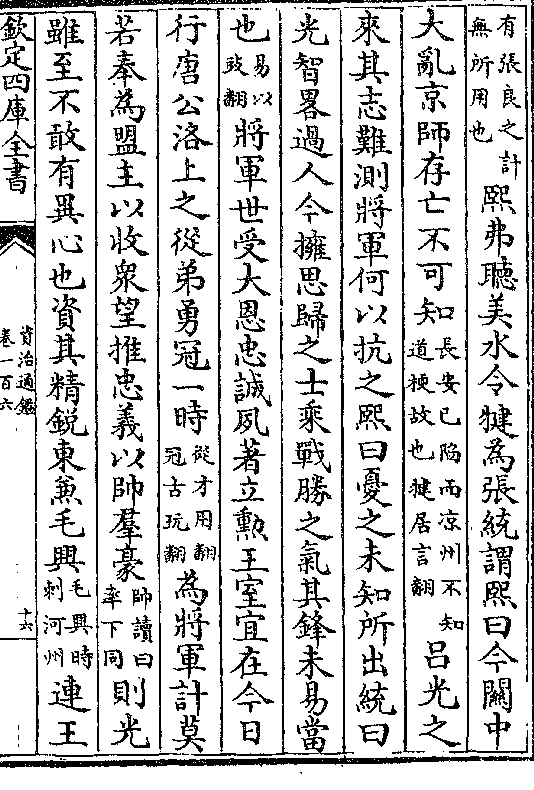 有張良之計無所用也熙弗聽美水令犍為張統謂熙曰今關中
大亂京師存亡不可知長安已陷而凉州不知道梗故也犍居言翻吕光之
來其志難測將軍何以抗之熙曰憂之未知所出統曰
光智畧過人今擁思歸之士乘戰勝之氣其鋒未易當
也易以豉翻將軍世受大恩忠誠夙著立勳王室宜在今日
行唐公洛上之從弟勇冠一時從才用翻冠古玩翻為將軍計莫
若奉為盟主以收衆望推忠義以帥羣豪帥讀曰率下同則光
雖至不敢有異心也資其精銳東兼毛興毛興時刺河州連王
欽定四庫全書
資治通鑑
卷一百六
十六